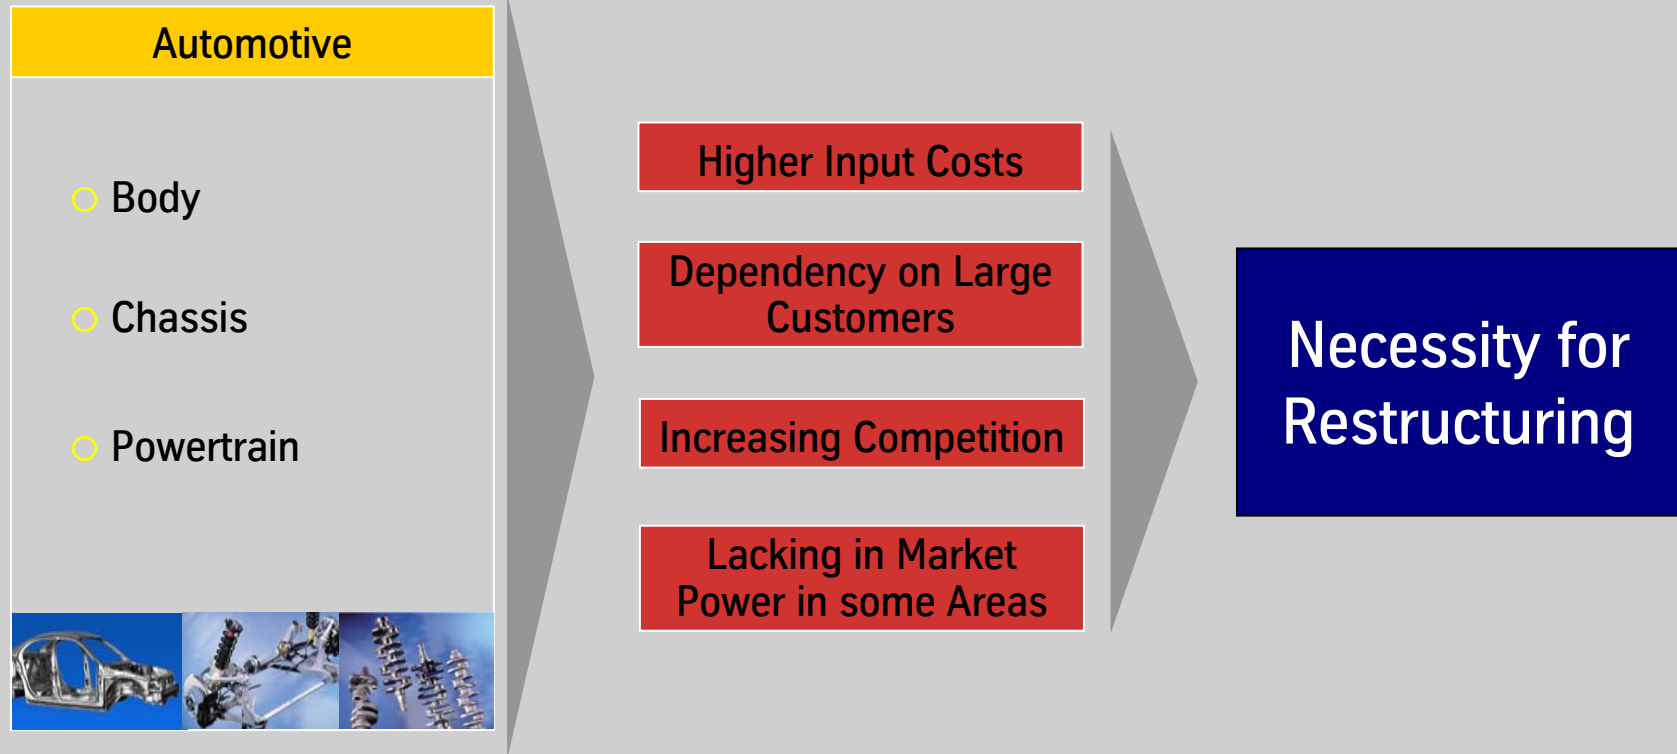 Automotive
Body
Chassis
Powertrain
Higher Input Costs
Dependency on Large
Customers
Increasing Competition
Lacking in Market
Power in some Areas
Necessity for
Restructuring